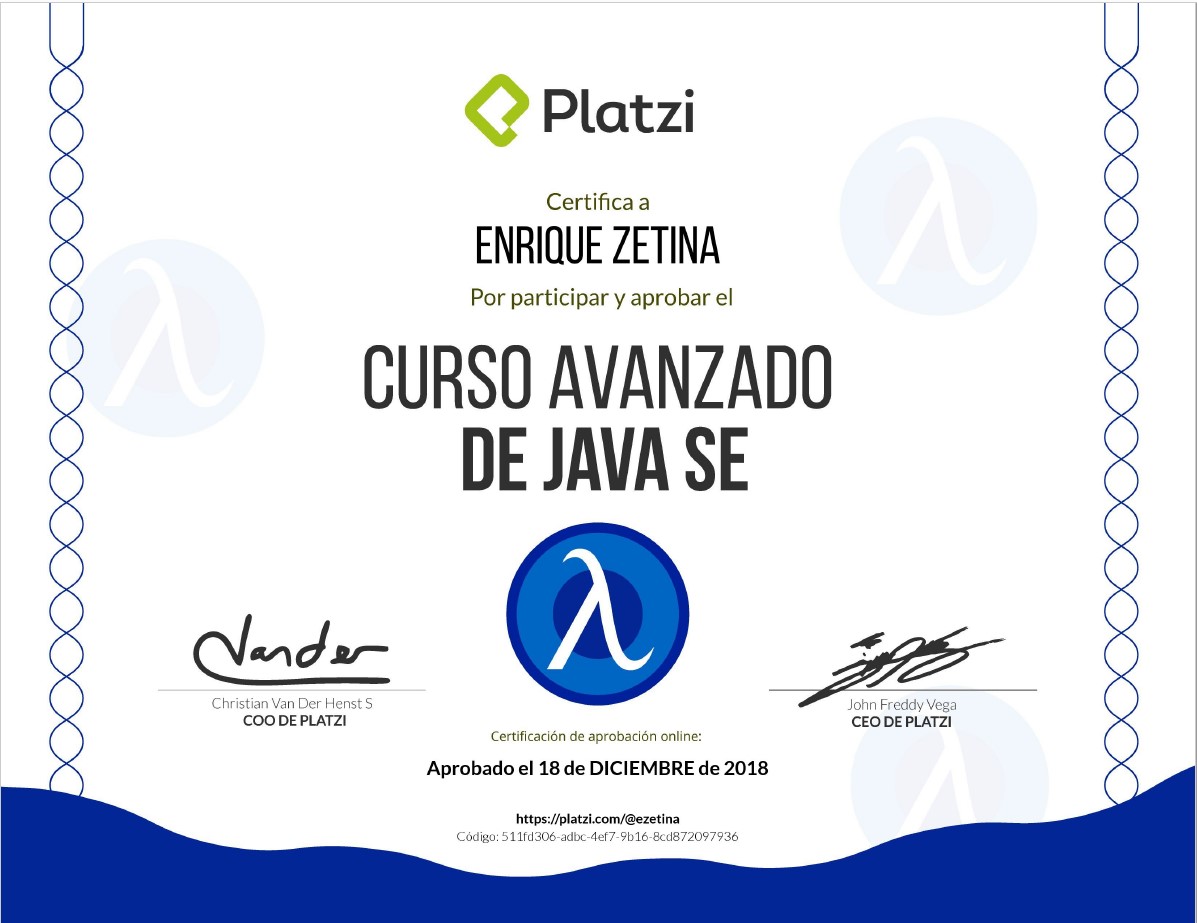 Platzi
Certifica a
ENRIQUE ZETINA
Por participar y aprobar el
CURSO AVANZADO
DE JAVA SE
λ
Vander
Christian Van Der Henst S
COO DE PLATZI
John Freddy Vega
CEO DE PLATZI
Certificación de aprobación online:
Aprobado el 18 de DICIEMBRE de 2018
https://platzi.com/@ezetina
Código: 511fd306-adbc-4ef7-9b16-8cd872097936